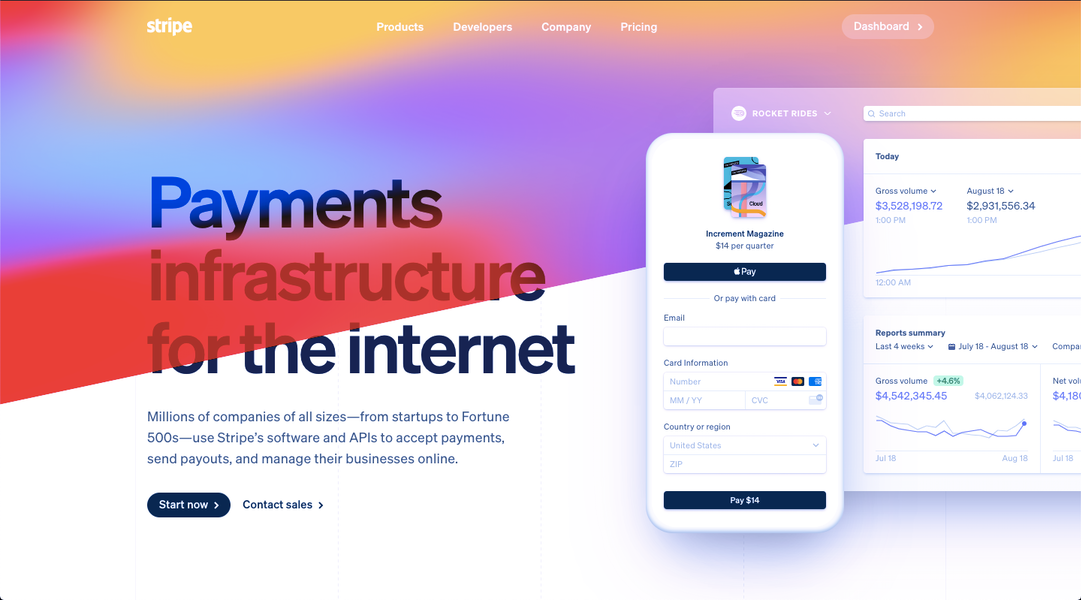 stripe
Products Developers Company Pricing
Dashboard
Payments
infrastructure
for the internet
Millions of companies of all sizes—from startups to Fortune
500s—use Stripe’s software and APIs to accept payments,
send payouts, and manage their businesses online.
Start now Contact sales
ROCKET RIDES
Search
Cloud
Increment Magazine
$14 per quarter
Pay
Or pay with card
Email
Card Information
Number VISA
MM / YY CVC
Country or region
United States
ZIP
Pay $14
Today
Gross volume August 18
$3,528,198.72 $2,931,556.34
1:00 PM 1:00 PM
12:00 AM
Reports summary
Last 4 weeks July 18 - August 18 Compa
Gross volume +4.6% Net volu
$4,542,345.45 $4,062,124.33 $4,180
Jul 18 Aug 18 Jul 18